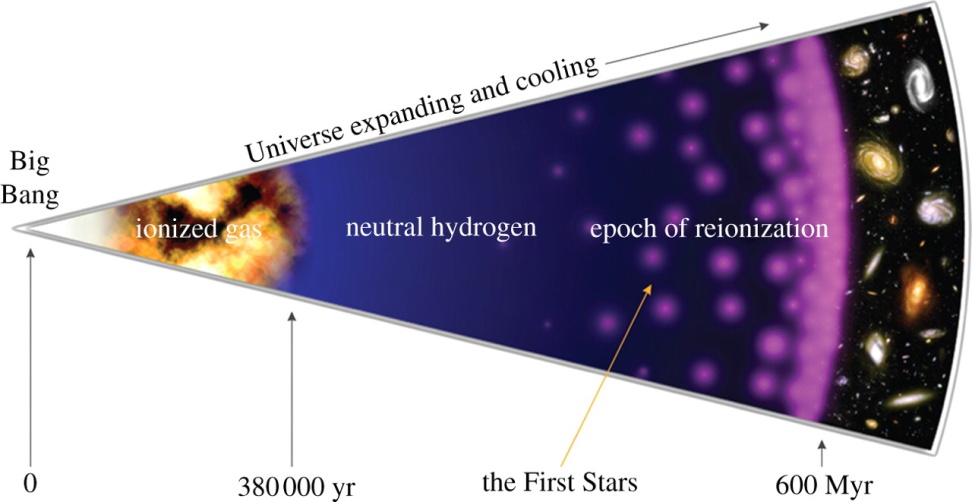 Universe expanding and cooling
Big
Bang
ionized gas
neutral hydrogen
epoch of reionization
0
380 000 yr
the First Stars
600 Myr